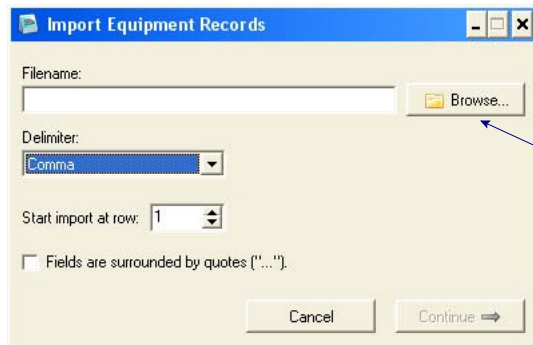 Import Equipment Records
Filename:
Browse...
Delimiter:
Comma
Start import at row: 1
Fields are surrounded by quotes ("...").
Cancel Continue